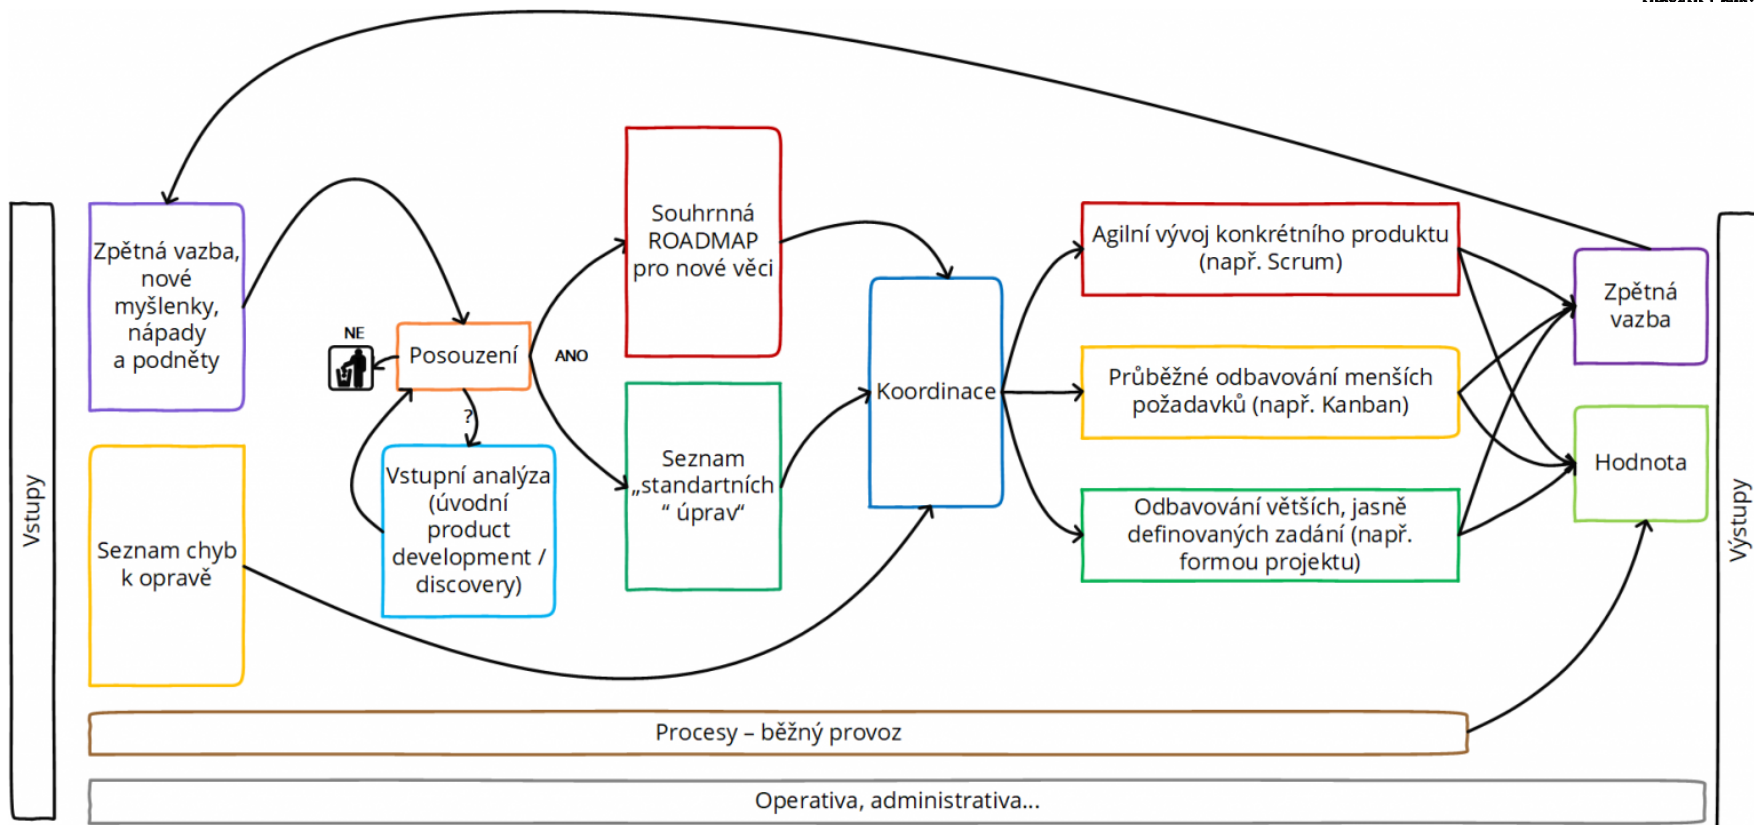 Vstupy
Zpětná vazba,
nové
myšlenky,
nápady
a podněty
Seznam chyb
k opravě
NE
Posouzení
ANO
?
Vstupní analýza
(úvodní
product
development /
discovery)
Souhrnná
ROADMAP
pro nové věci
Seznam
„standartních
“ úprav“
Koordinace
Agilní vývoj konkrétního produktu
(např. Scrum)
Průběžné odbavování menších
požadavků (např. Kanban)
Odbavování větších, jasně
definovaných zadání (např.
formou projektu)
Zpětná
vazba
Hodnota
Výstupy
Procesy – běžný provoz
Operativa, administrativa...